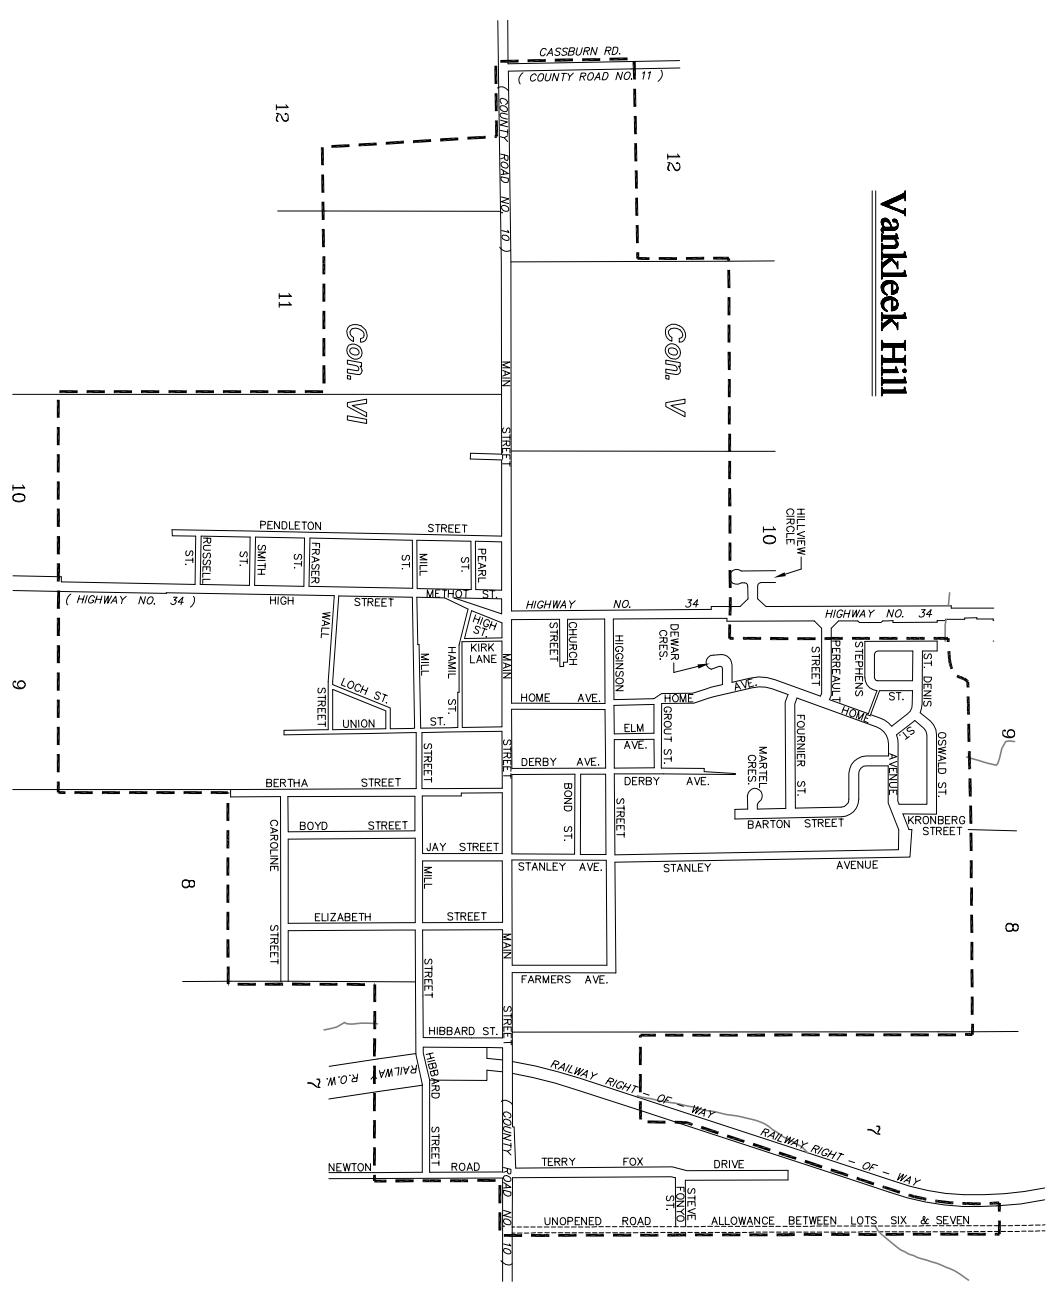 CASSBURN RD.
( COUNTY ROAD NO. 11 )
12
( COUNTY ROAD NO. 10 )
12
Vankleek Hill
11
Con. VI
Con. V
MAIN
STREET
10
HILLVIEW
CIRCLE
10
PENDLETON STREET
RUSSELL
ST.
SMITH
ST.
FRASER
ST.
MILL
ST.
PEARL
ST.
METHOT ST.
( HIGHWAY NO. 34 )
HIGH STREET
HIGHWAY NO. 34
HIGHWAY NO. 34
WALL
STREET
LOCH ST.
UNION ST.
MILL
HAMIL
ST.
HIGH
ST.
KIRK
LANE
MAIN
CHURCH
STREET
HIGGINSON
DEWAR
CRES.
PERREAULT
STREET
STEPHENS
ST.
ST. DENIS
ST.
9
HOME AVE.
HOME AVE.
HOME
AVENUE
ELM
AVE.
GROUT ST.
MARTEL
CRES.
FOURNIER ST.
OSWALD ST.
9
STREET
STREET
DERBY AVE.
DERBY AVE.
BERTHA STREET
BOND ST.
STREET
BARTON STREET
KRONBERG
STREET
CAROLINE
STREET
BOYD STREET
JAY STREET
STANLEY AVE.
STANLEY AVENUE
8
MILL
STREET
8
ELIZABETH STREET
MAIN
STREET
FARMERS AVE.
HIBBARD ST.
HIBBARD
STREET
RAILWAY
R.O.W.
7
RAILWAY RIGHT - OF - WAY
RAILWAY RIGHT - OF - WAY
7
( COUNTY ROAD NO. 10 )
NEWTON ROAD
TERRY FOX DRIVE
STEVE
FONYO
ST.
UNOPENED ROAD ALLOWANCE BETWEEN LOTS SIX & SEVEN